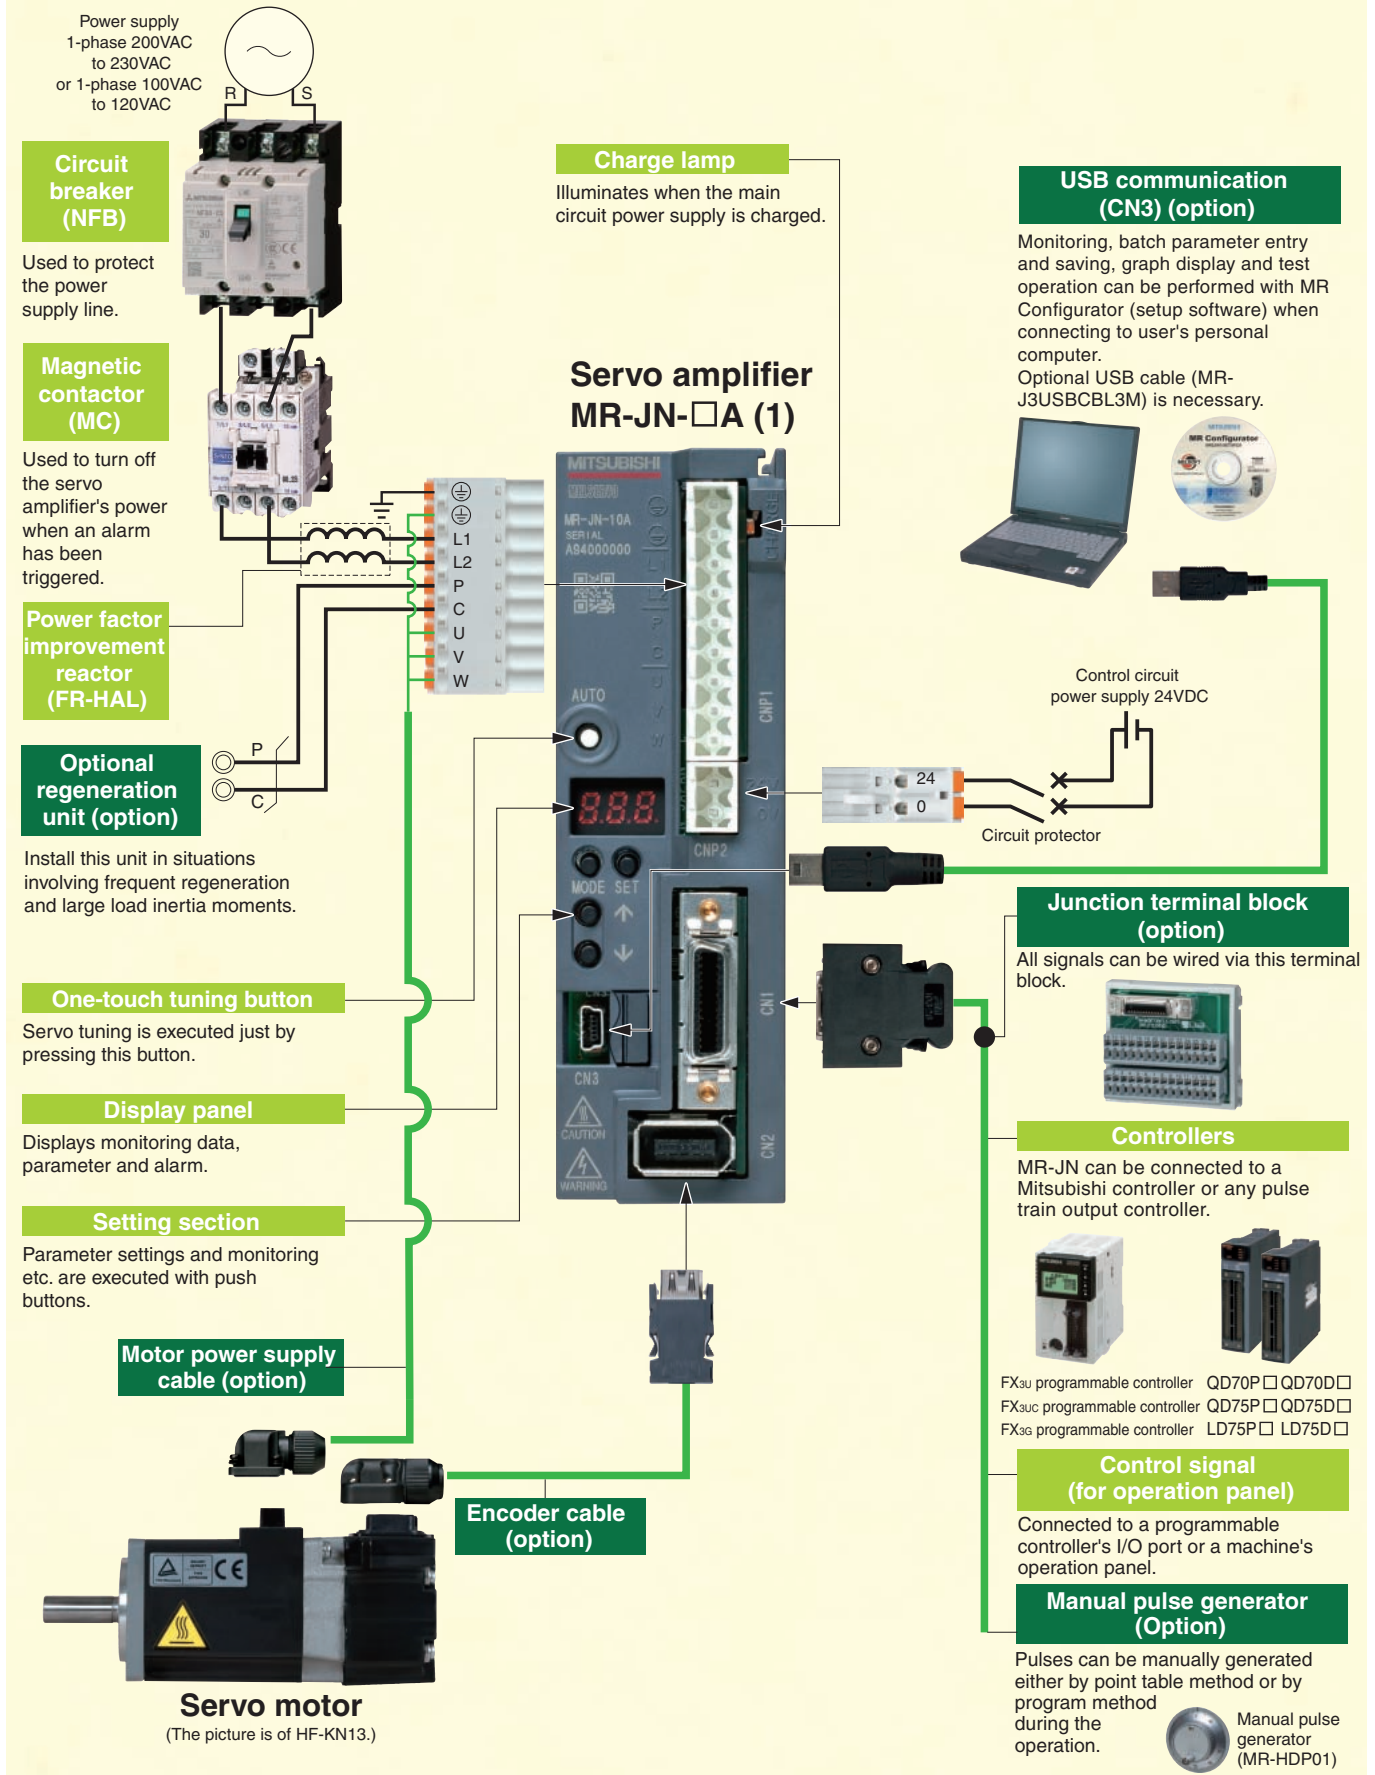 Power supply
1-phase 200VAC
to 230VAC
or 1-phase 100VAC
to 120VAC
R
S
Circuit
breaker
(NFB)
Used to protect
the power
supply line.
Magnetic
contactor
(MC)
Used to turn off
the servo
amplifier's power
when an alarm
has been
triggered.
Power factor
improvement
reactor
(FR-HAL)
Optional
regeneration
unit (option)
P
C
Install this unit in situations
involving frequent regeneration
and large load inertia moments.
One-touch tuning button
Servo tuning is executed just by
pressing this button.
Display panel
Displays monitoring data,
parameter and alarm.
Setting section
Parameter settings and monitoring
etc. are executed with push
buttons.
Motor power supply
cable (option)
Encoder cable
(option)
Servo motor
(The picture is of HF-KN13.)
L1
L2
P
C
U
V
W
Charge lamp
Illuminates when the main
circuit power supply is charged.
Servo amplifier
MR-JN-□A (1)
MITSUBISHI
MR-JN-10A
SERIAL
A94000000
CHARGE
L1
L2
P
C
U
V
W
AUTO
CNP1
8.8.8.
CNP2
MODE SET
CN1
CN3
CAUTION
WARNING
CN2
24
0
Control circuit
power supply 24VDC
Circuit protector
USB communication
(CN3) (option)
Monitoring, batch parameter entry
and saving, graph display and test
operation can be performed with MR
Configurator (setup software) when
connecting to user's personal
computer.
Optional USB cable (MR-
J3USBCBL3M) is necessary.
MITSUBISHI
MR Configurator
Junction terminal block
(option)
All signals can be wired via this terminal
block.
Controllers
MR-JN can be connected to a
Mitsubishi controller or any pulse
train output controller.
FX3U programmable controller QD70P□ QD70D□
FX3UC programmable controller QD75P□ QD75D□
FX3G programmable controller LD75P□ LD75D□
Control signal
(for operation panel)
Connected to a programmable
controller's I/O port or a machine's
operation panel.
Manual pulse generator
(Option)
Pulses can be manually generated
either by point table method or by
program method
during the
operation.
Manual pulse
generator
(MR-HDP01)